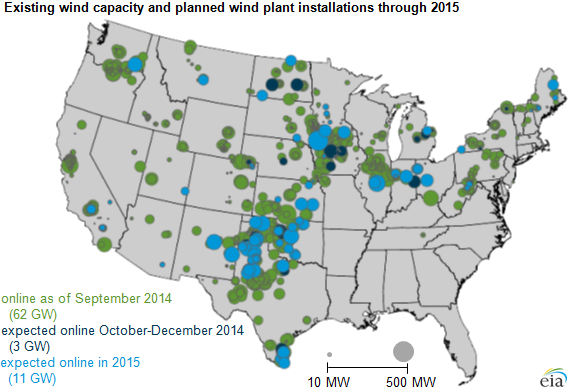 Existing wind capacity and planned wind plant installations through 2015
online as of September 2014
(62 GW)
expected online October-December 2014
(3 GW)
expected online in 2015
(11 GW)
10 MW
500 MW
eia